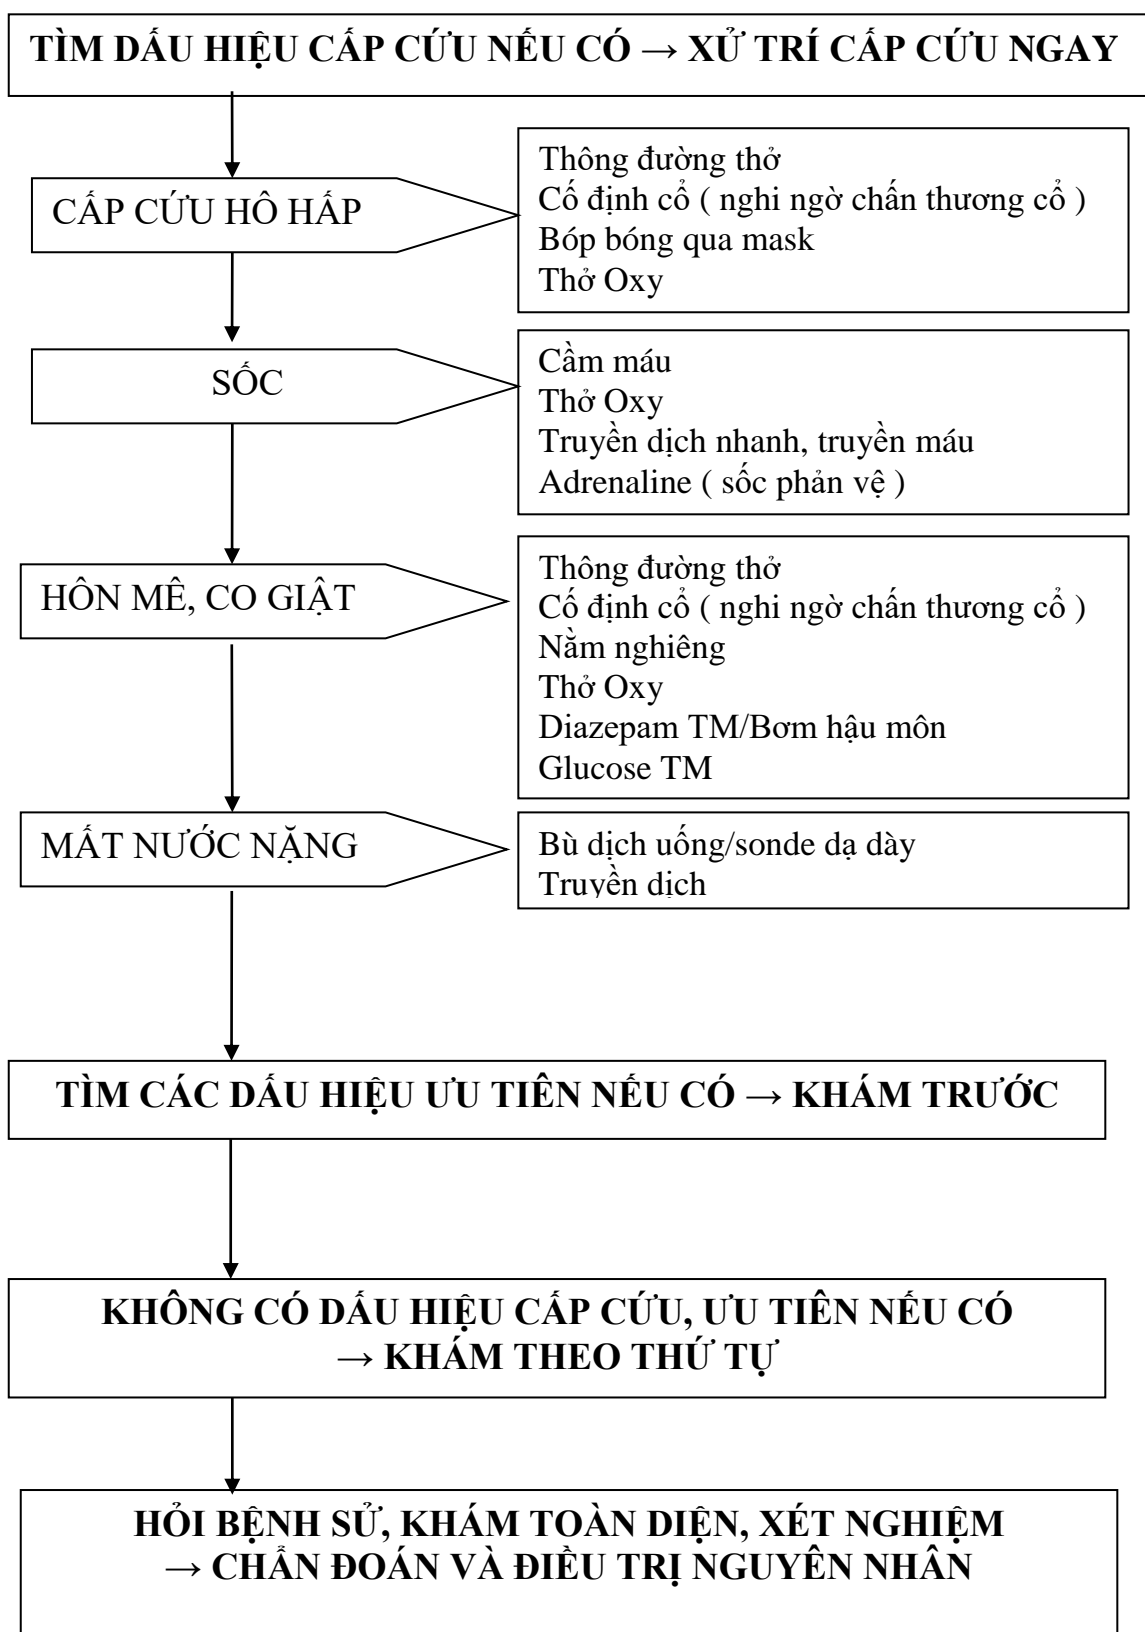 TÌM DẤU HIỆU CẤP CỨU NẾU CÓ → XỬ TRÍ CẤP CỨU NGAY
CẤP CỨU HÔ HẤP
Thông đường thở
Cố định cổ ( nghi ngờ chấn thương cổ )
Bóp bóng qua mask
Thở Oxy
SỐC
Cầm máu
Thở Oxy
Truyền dịch nhanh, truyền máu
Adrenaline ( sốc phản vệ )
HÔN MÊ, CO GIẬT
Thông đường thở
Cố định cổ ( nghi ngờ chấn thương cổ )
Nằm nghiêng
Thở Oxy
Diazepam TM/Bơm hậu môn
Glucose TM
MẤT NƯỚC NẶNG
Bù dịch uống/sonde dạ dày
Truyền dịch
TÌM CÁC DẤU HIỆU ƯU TIÊN NẾU CÓ → KHÁM TRƯỚC
KHÔNG CÓ DẤU HIỆU CẤP CỨU, ƯU TIÊN NẾU CÓ
→ KHÁM THEO THỨ TỰ
HỎI BỆNH SỬ, KHÁM TOÀN DIỆN, XÉT NGHIỆM
→ CHẨN ĐOÁN VÀ ĐIỀU TRỊ NGUYÊN NHÂN